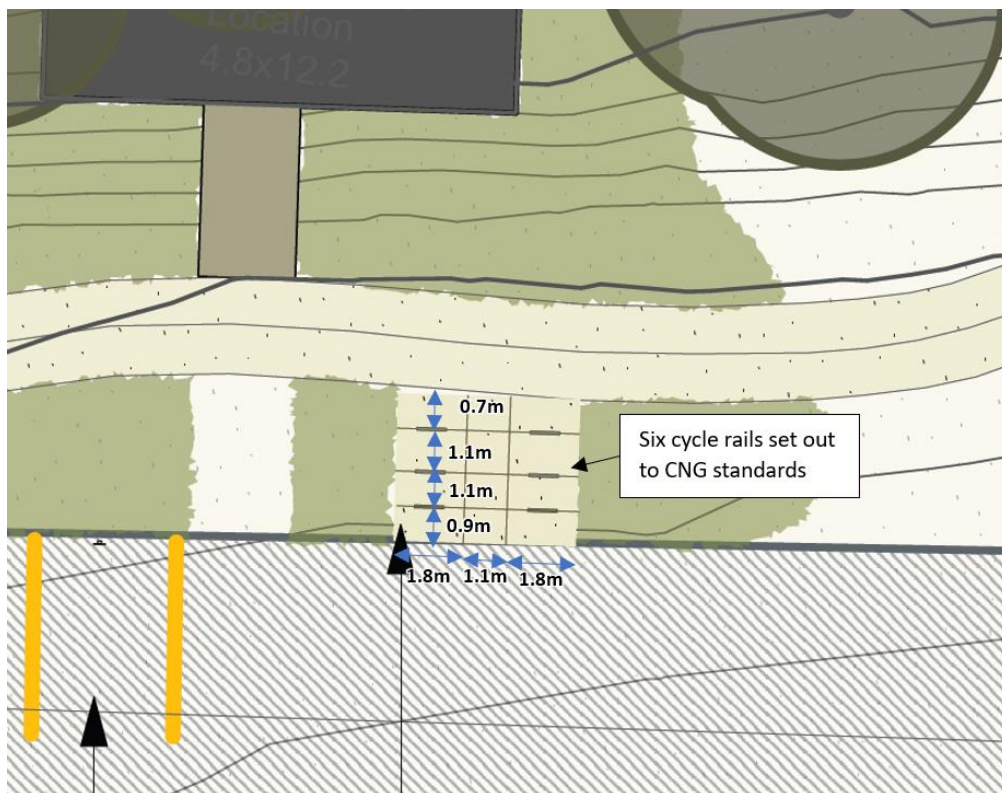 Location
4.8x12.2
0.7m
1.1m
Six cycle rails set out
to CNG standards
1.1m
0.9m
1.8m 1.1m 1.8m